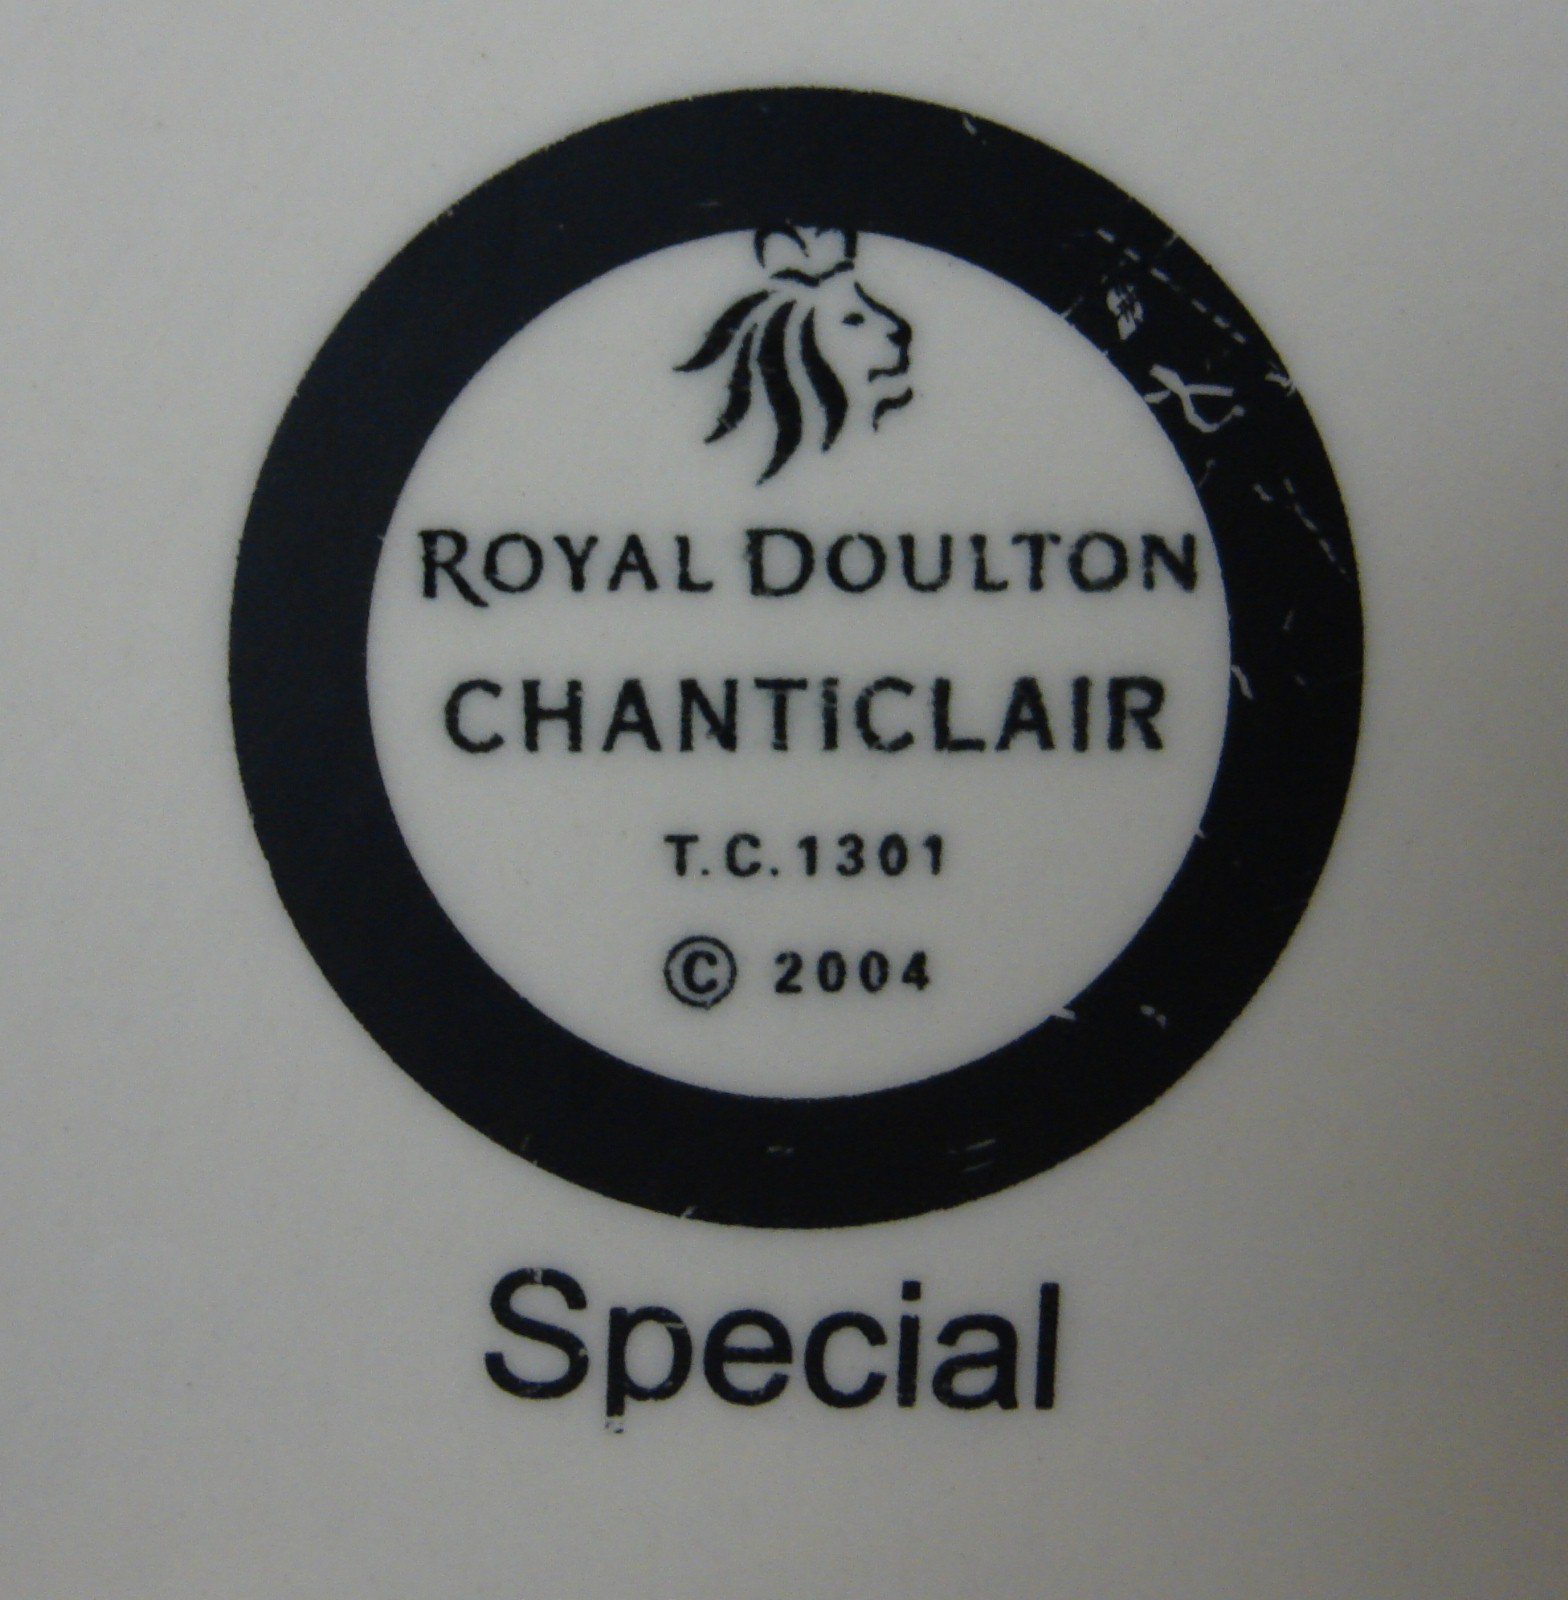 ROYAL DOULTON
CHANTICLAIR
T.C.1301
© 2004
Special